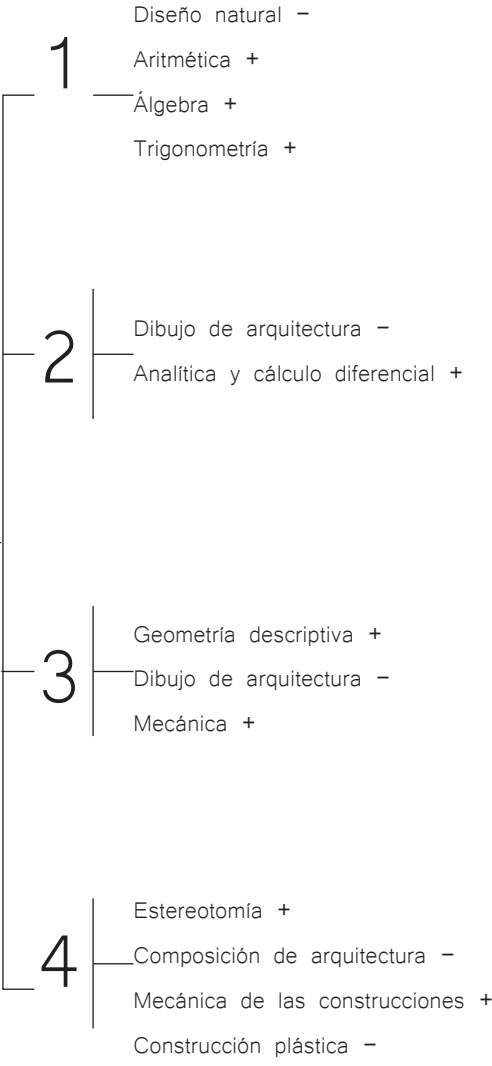 1
Diseño natural −
Aritmética +
Álgebra +
Trigonometría +
2
Dibujo de arquitectura −
Analítica y cálculo diferencial +
3
Geometría descriptiva +
Dibujo de arquitectura −
Mecánica +
4
Estereotomía +
Composición de arquitectura −
Mecánica de las construcciones +
Construcción plástica −